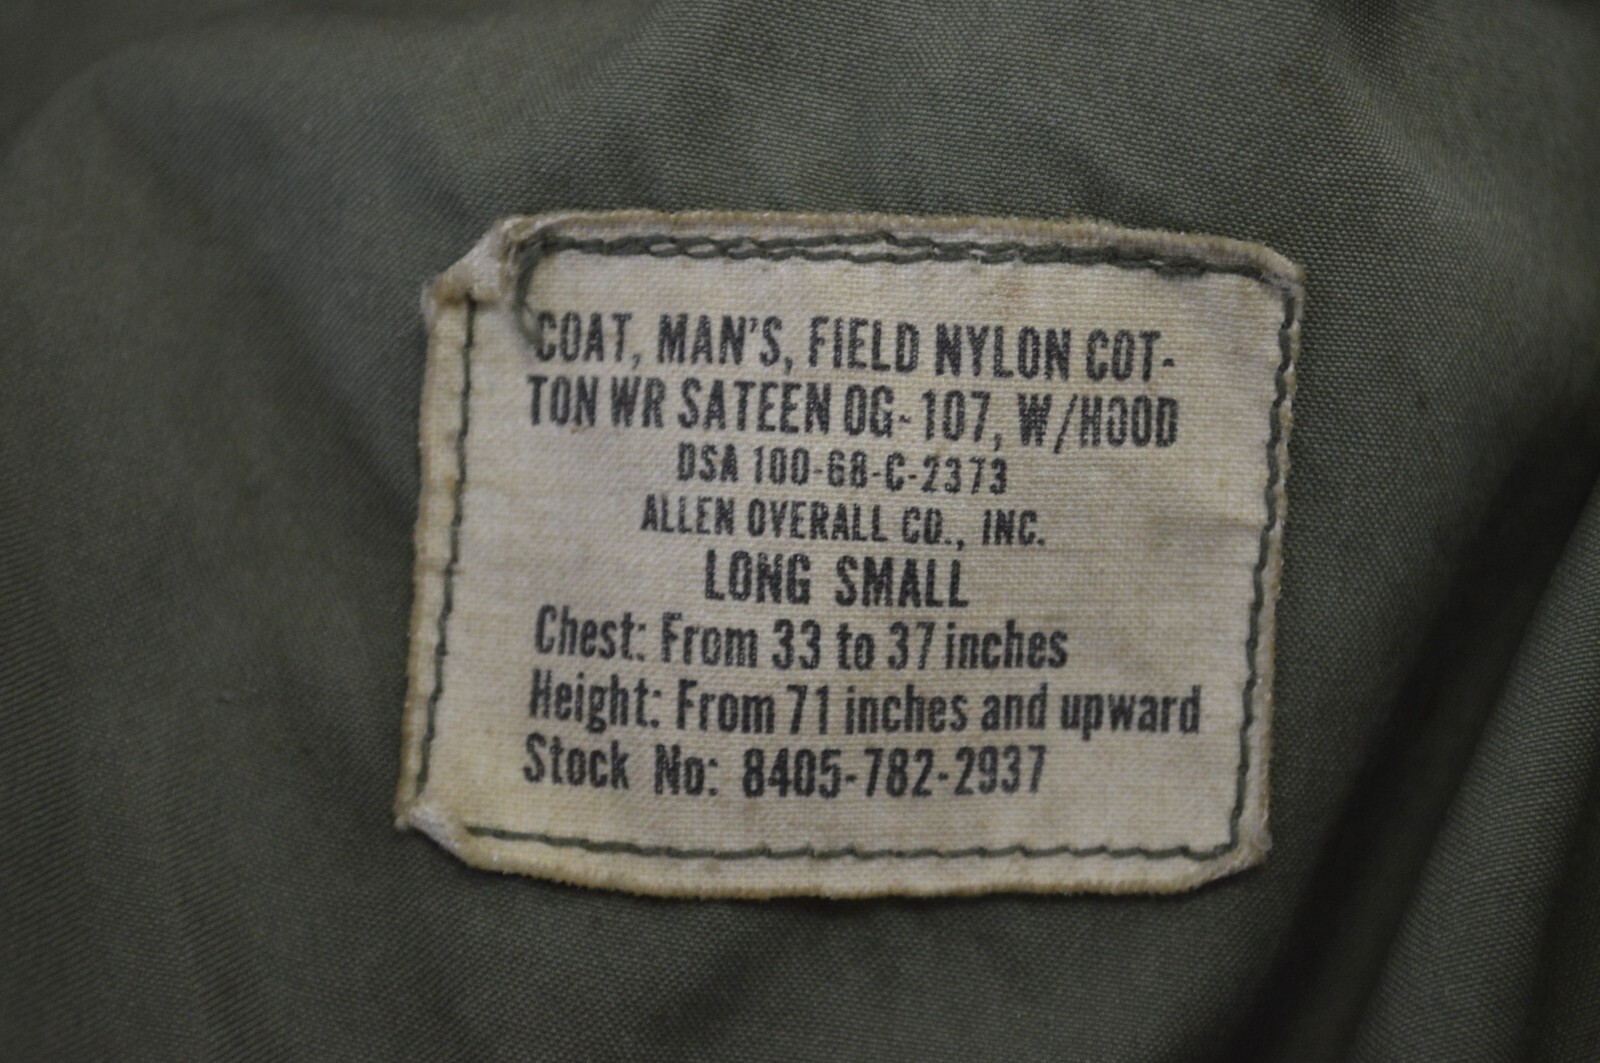 COAT, MAN'S, FIELD NYLON COT-
TON WR SATEEN OG-107, W/HOOD
DSA 100-68-C-2373
ALLEN OVERALL CO., INC.
LONG SMALL
Chest: From 33 to 37 inches
Height: From 71 inches and upward
Stock No: 8405-782-2937